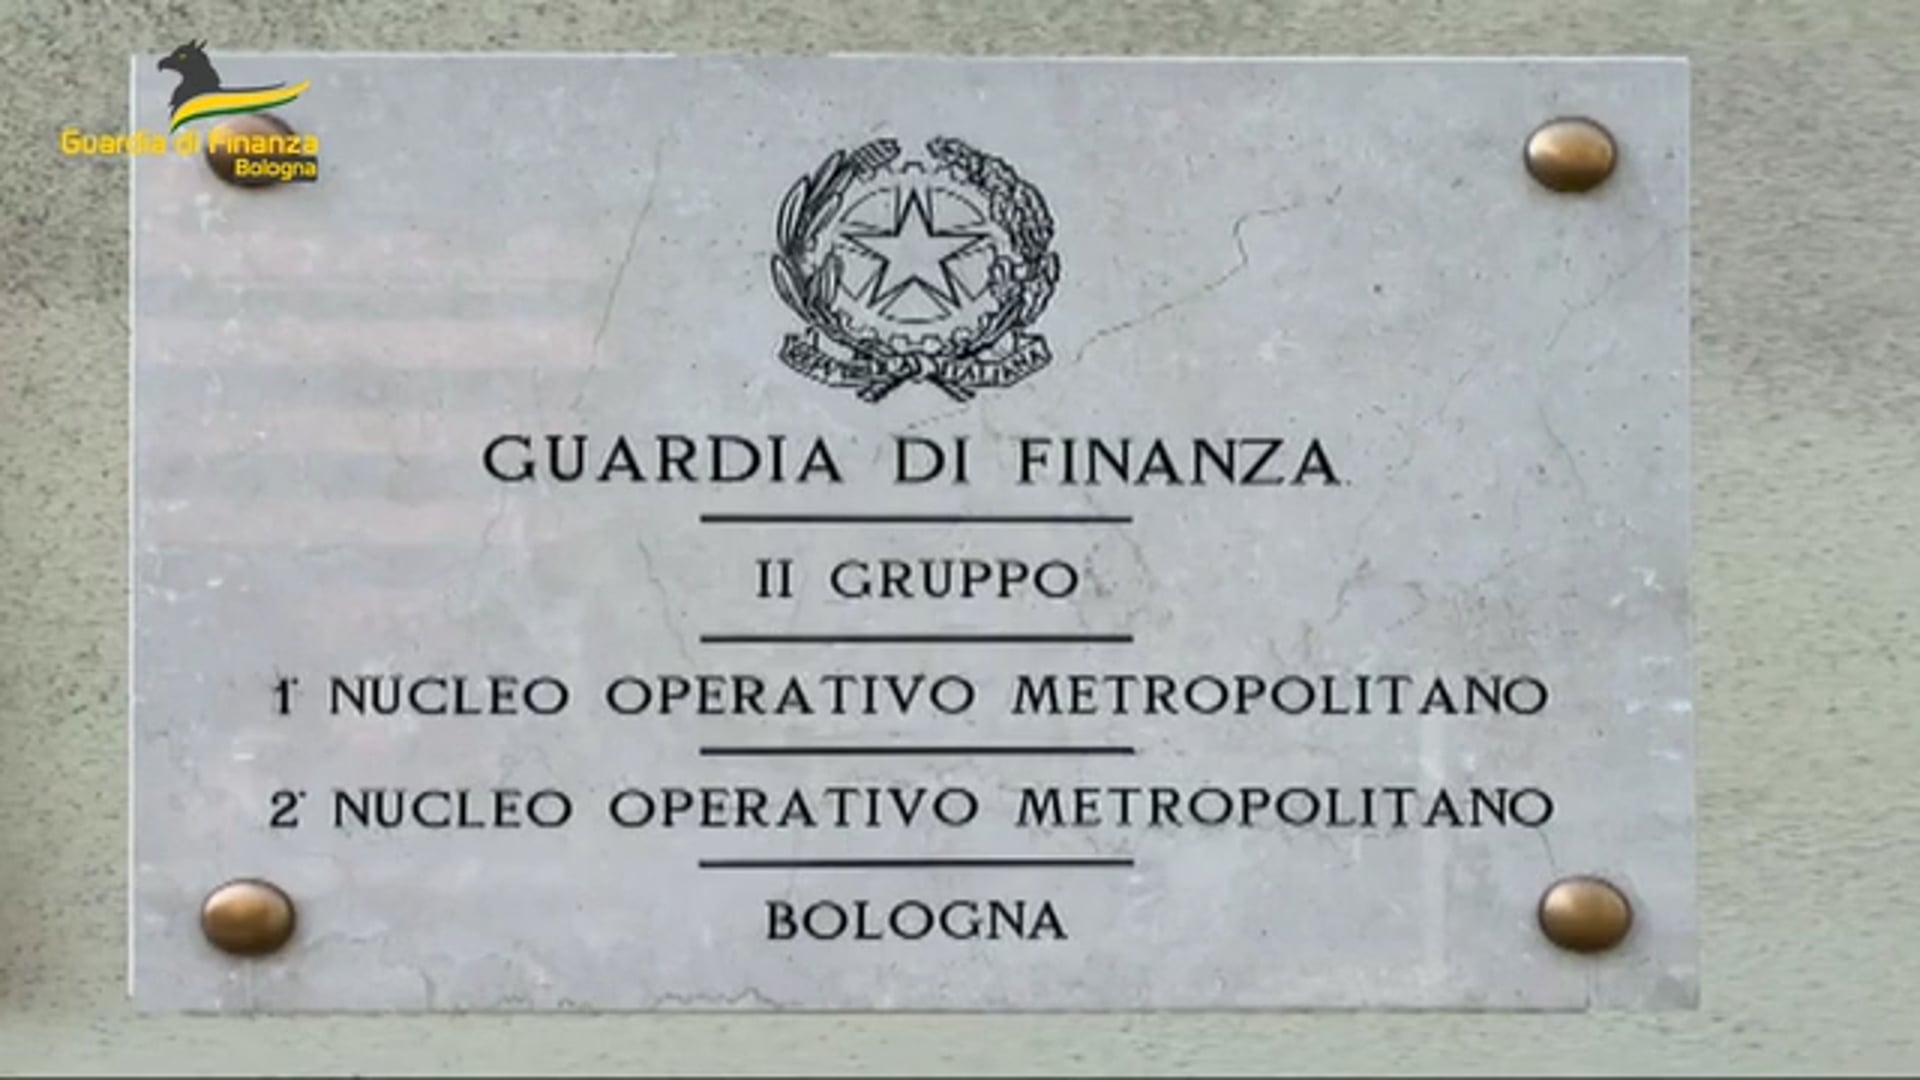 Guardia di Finanza
Bologna
REPUBBLICA ITALIANA
GUARDIA DI FINANZA
II GRUPPO
1° NUCLEO OPERATIVO METROPOLITANO
2° NUCLEO OPERATIVO METROPOLITANO
BOLOGNA